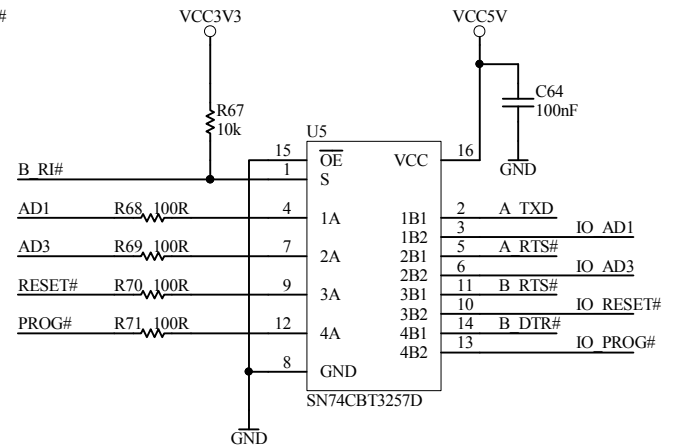 #
VCC3V3
VCC5V
R67
10k
C64
100nF
GND
U5
15 OE VCC 16
B_RI# 1 S
AD1 R68 100R 4 1A 1B1 2 A_TXD
1B2 3 IO_AD1
AD3 R69 100R 7 2A 2B1 5 A_RTS#
2B2 6 IO_AD3
RESET# R70 100R 9 3A 3B1 11 B_RTS#
3B2 10 IO_RESET#
PROG# R71 100R 12 4A 4B1 14 B_DTR#
4B2 13 IO_PROG#
8 GND
SN74CBT3257D
GND